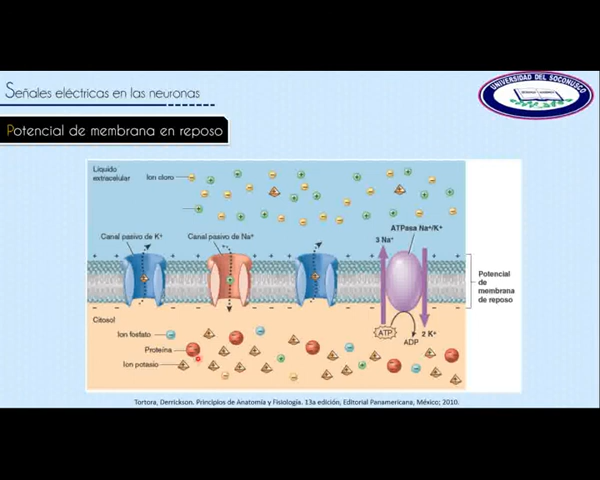 Señales eléctricas en las neuronas
UNIVERSIDAD DEL SOCONUSCO
Potencial de membrana en reposo
Líquido
extracelular
Ion cloro
ATPasa Na+/K+
Canal pasivo de K+
Canal pasivo de Na+
3 Na+
Potencial
de
membrana
de reposo
Citosol
Ion fosfato
Proteína
Ion potasio
ATP
ADP
2 K+
Tortora, Derrickson. Principios de Anatomía y Fisiología. 13a edición, Editorial Panamericana, México; 2010.